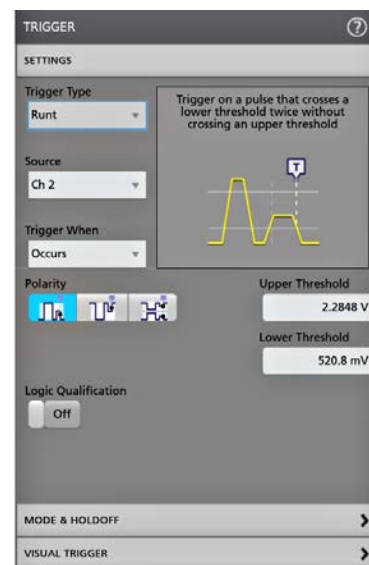 TRIGGER
?
SETTINGS
Trigger Type
Runt
Trigger on a pulse that crosses a
lower threshold twice without
crossing an upper threshold
T
Source
Ch 2
Trigger When
Occurs
Polarity
Upper Threshold
2.2848 V
Lower Threshold
520.8 mV
Logic Qualification
Off
MODE & HOLDOFF
VISUAL TRIGGER